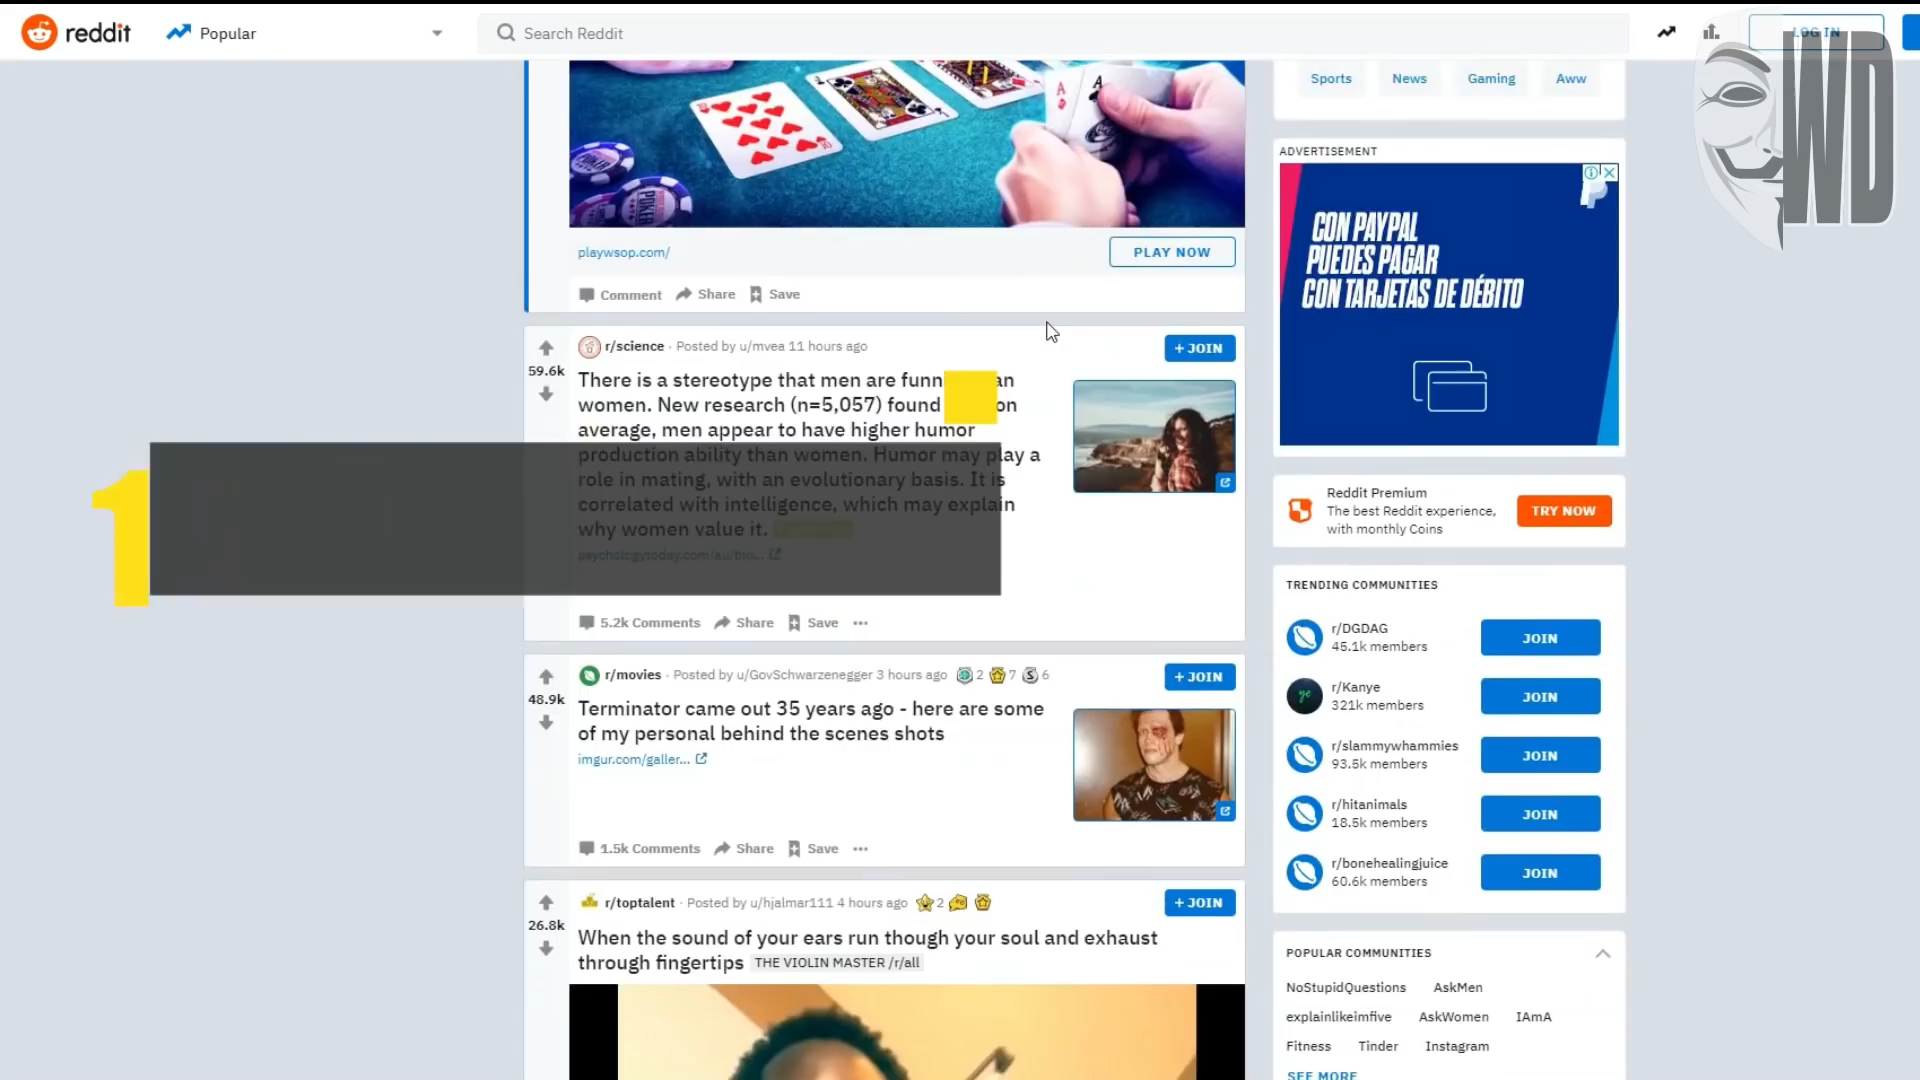 reddit
Popular
Search Reddit
LOG IN
WD
Sports News Gaming Aww
playwsop.com/
PLAY NOW
Comment Share Save
ADVERTISEMENT
CON PAYPAL
PUEDES PAGAR
CON TARJETAS DE DÉBITO
r/science · Posted by u/mvea 11 hours ago
+ JOIN
59.6k
There is a stereotype that men are
women. New research (n=5,057) found
average, men appear to have higher humor
production ability than women. Humor may play a
role in mating, with an evolutionary basis. It is
correlated with intelligence, which may explain
why women value it.
psychologytoday.com/au/blo...
5.2k Comments Share Save
1
Reddit Premium
The best Reddit experience,
with monthly Coins
TRY NOW
r/movies · Posted by u/GovSchwarzenegger 3 hours ago 2 7 6
+ JOIN
48.9k
Terminator came out 35 years ago - here are some
of my personal behind the scenes shots
imgur.com/galler...
1.5k Comments Share Save
TRENDING COMMUNITIES
r/DGDAG
45.1k members
JOIN
r/Kanye
321k members
JOIN
r/slammywhammies
93.5k members
JOIN
r/hitanimals
18.5k members
JOIN
r/bonehealingjuice
60.6k members
JOIN
r/toptalent · Posted by u/hjalmar111 4 hours ago 2
+ JOIN
26.8k
When the sound of your ears run though your soul and exhaust
through fingertips THE VIOLIN MASTER /r/all
POPULAR COMMUNITIES
NoStupidQuestions AskMen
explainlikeimfive AskWomen IAmA
Fitness Tinder Instagram
SEE MORE